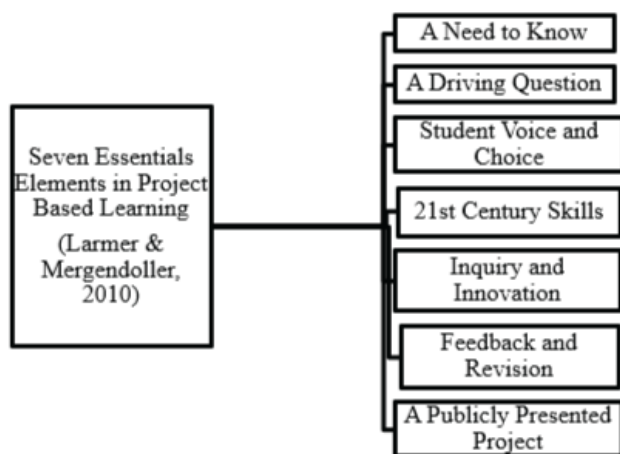 Seven Essentials
Elements in Project
Based Learning
(Larmer &
Mergendoller,
2010)
A Need to Know
A Driving Question
Student Voice and
Choice
21st Century Skills
Inquiry and
Innovation
Feedback and
Revision
A Publicly Presented
Project